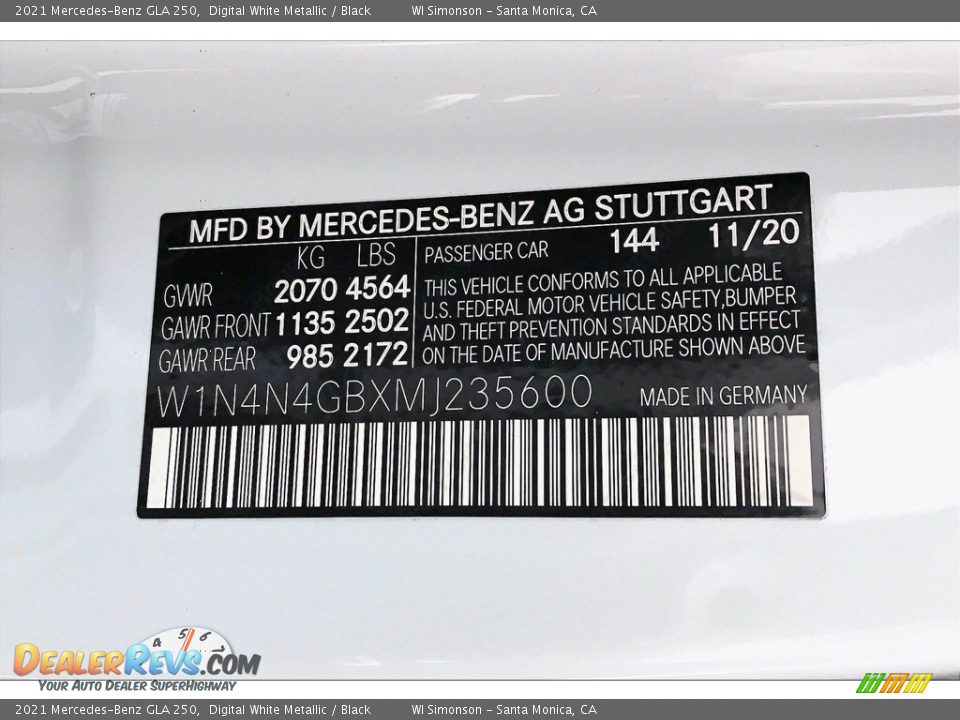 2021 Mercedes-Benz GLA 250, Digital White Metallic / Black WI Simonson - Santa Monica, CA
MFD BY MERCEDES-BENZ AG STUTTGART
KG LBS PASSENGER CAR 144 11/20
GVWR 2070 4564
GAWR FRONT 1135 2502
GAWR REAR 985 2172
THIS VEHICLE CONFORMS TO ALL APPLICABLE
U.S. FEDERAL MOTOR VEHICLE SAFETY,BUMPER
AND THEFT PREVENTION STANDARDS IN EFFECT
ON THE DATE OF MANUFACTURE SHOWN ABOVE
W1N4N4GBXMJ235600 MADE IN GERMANY
4 5 6 7
DEALERREVS.COM
YOUR AUTO DEALER SUPERHIGHWAY
2021 Mercedes-Benz GLA 250, Digital White Metallic / Black WI Simonson - Santa Monica, CA